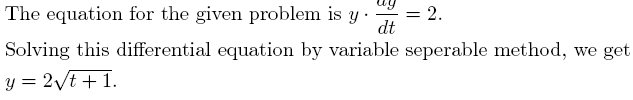 The equation for the given problem is y · dy/dt = 2.
Solving this differential equation by variable seperable method, we get
y = 2√(t + 1).